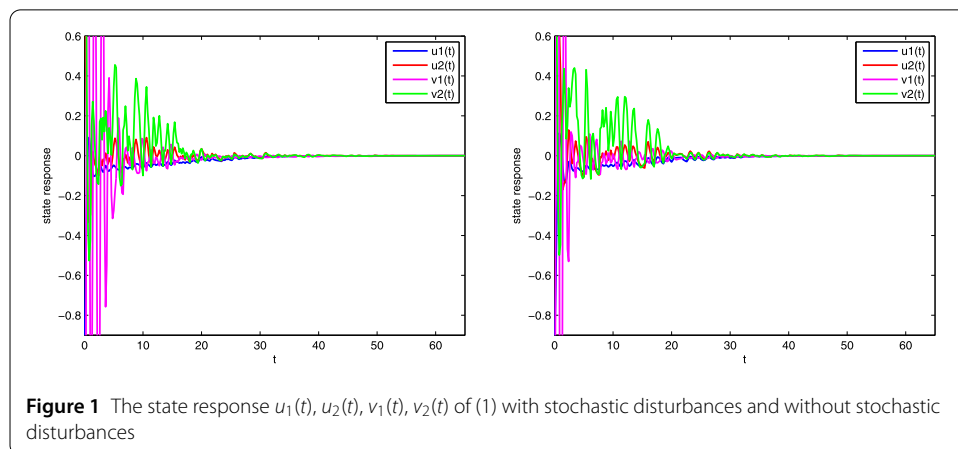 0.6
0.4
0.2
0
−0.2
−0.4
−0.6
−0.8
state response
0 10 20 30 40 50 60
t
u1(t)
u2(t)
v1(t)
v2(t)
0.6
0.4
0.2
0
−0.2
−0.4
−0.6
−0.8
state response
0 10 20 30 40 50 60
t
u1(t)
u2(t)
v1(t)
v2(t)
Figure 1 The state response u₁(t), u₂(t), v₁(t), v₂(t) of (1) with stochastic disturbances and without stochastic
disturbances